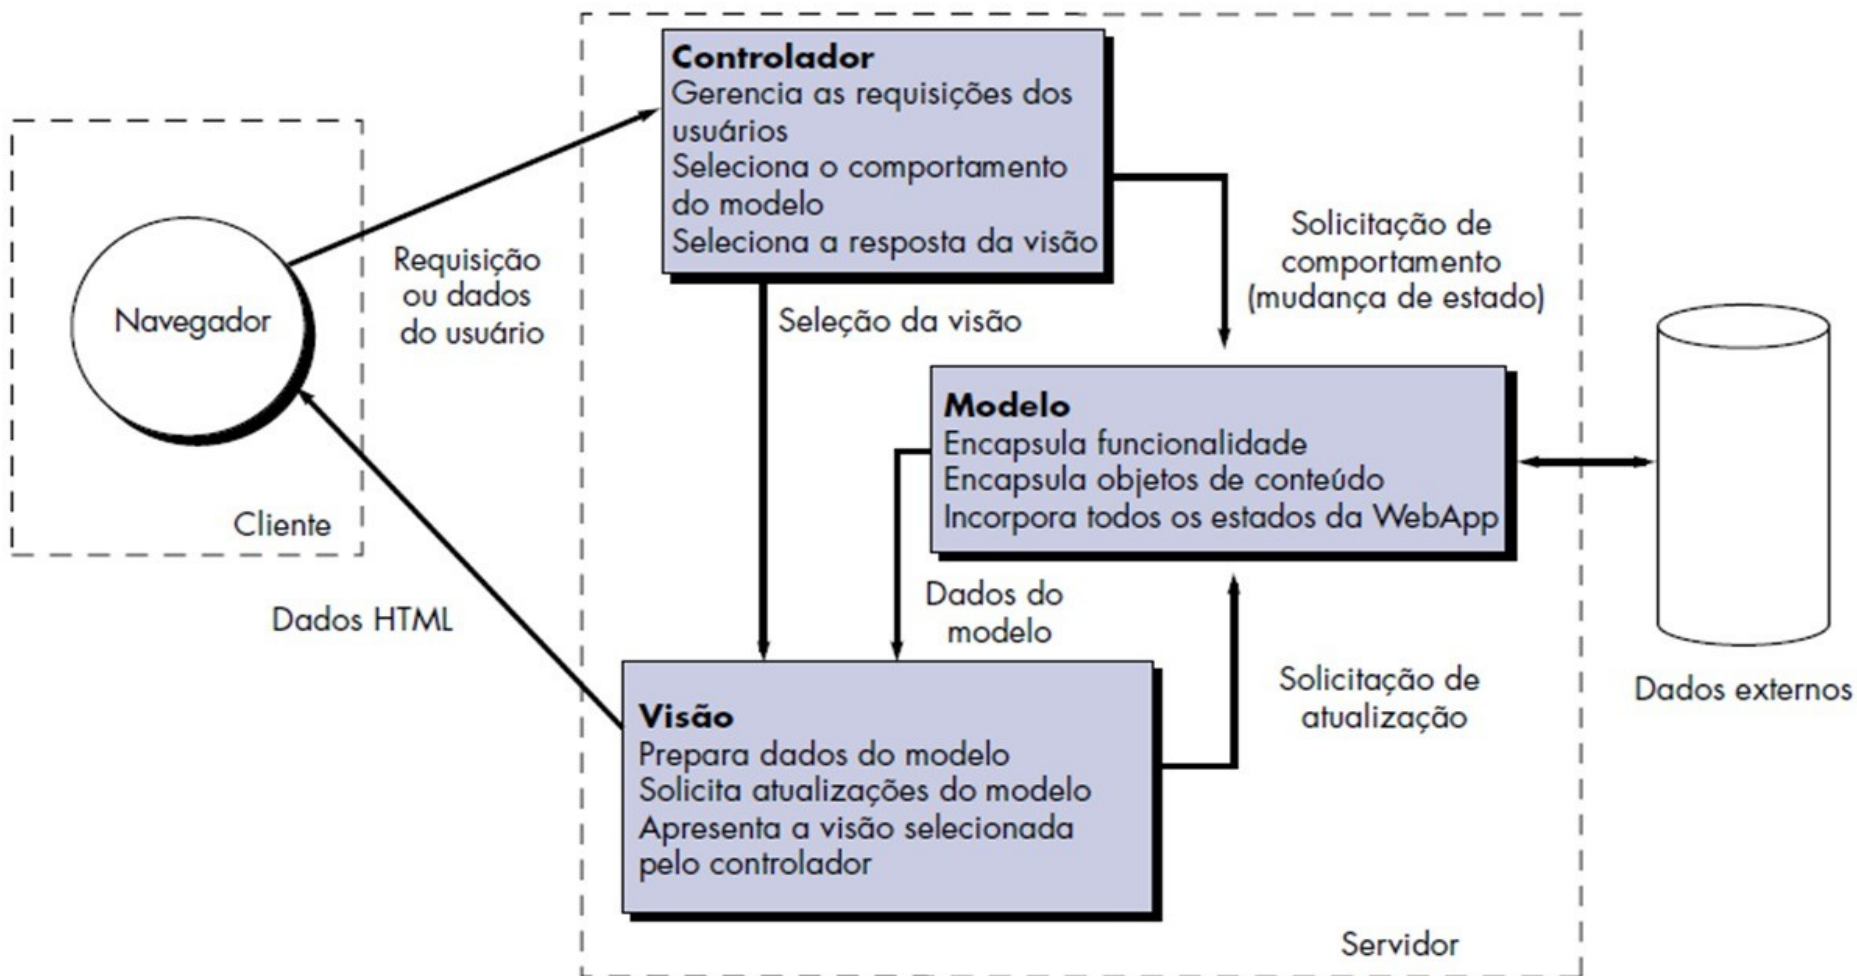 Controlador
Gerencia as requisições dos
usuários
Seleciona o comportamento
do modelo
Seleciona a resposta da visão
Navegador
Requisição
ou dados
do usuário
Cliente
Seleção da visão
Solicitação de
comportamento
(mudança de estado)
Modelo
Encapsula funcionalidade
Encapsula objetos de conteúdo
Incorpora todos os estados da WebApp
Dados HTML
Dados do
modelo
Solicitação de
atualização
Dados externos
Visão
Prepara dados do modelo
Solicita atualizações do modelo
Apresenta a visão selecionada
pelo controlador
Servidor